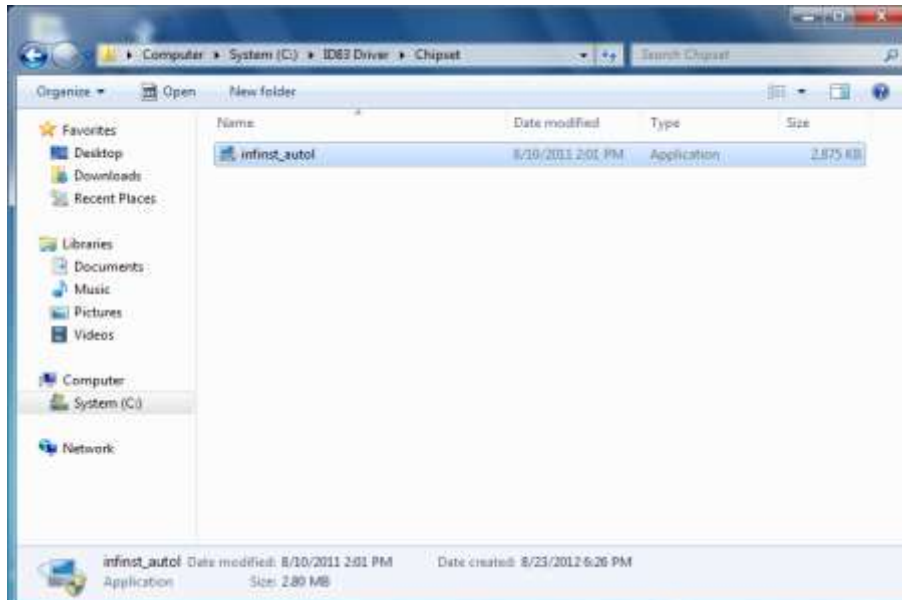 Computer ▸ System (C:) ▸ ID83 Driver ▸ Chipset
Search Chipset
Organize Open New folder
Name Date modified Type Size
infinst_autol 8/10/2011 2:01 PM Application 2,875 KB
Favorites
Desktop
Downloads
Recent Places
Libraries
Documents
Music
Pictures
Videos
Computer
System (C:)
Network
infinst_autol Date modified: 8/10/2011 2:01 PM Date created: 8/23/2012 6:26 PM
Application Size: 2.80 MB